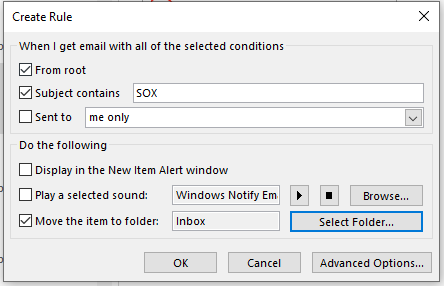 Create Rule
When I get email with all of the selected conditions
From root
Subject contains SOX
Sent to me only
Do the following
Display in the New Item Alert window
Play a selected sound: Windows Notify Em Browse...
Move the item to folder: Inbox Select Folder...
OK Cancel Advanced Options...